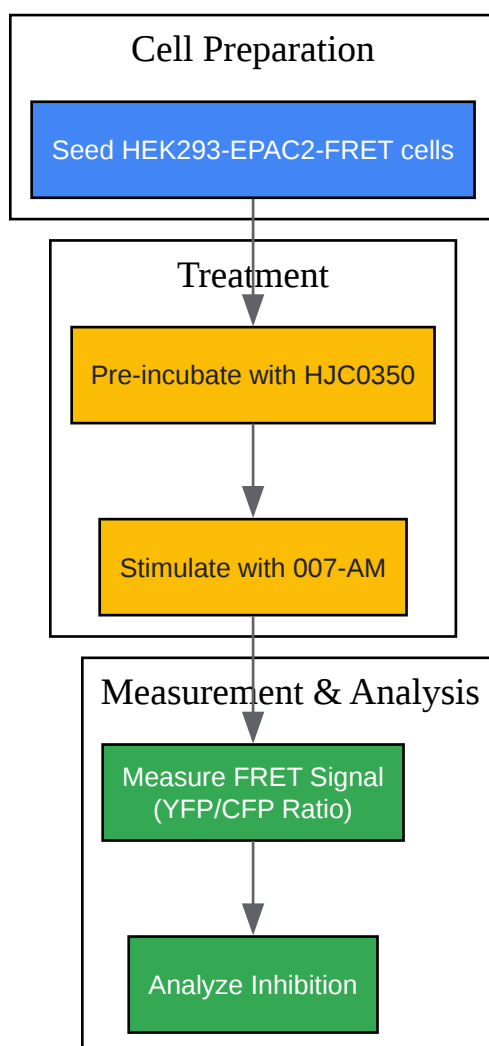 Cell Preparation
Seed HEK293-EPAC2-FRET cells
Treatment
Pre-incubate with HJC0350
Stimulate with 007-AM
Measurement & Analysis
Measure FRET Signal
(YFP/CFP Ratio)
Analyze Inhibition